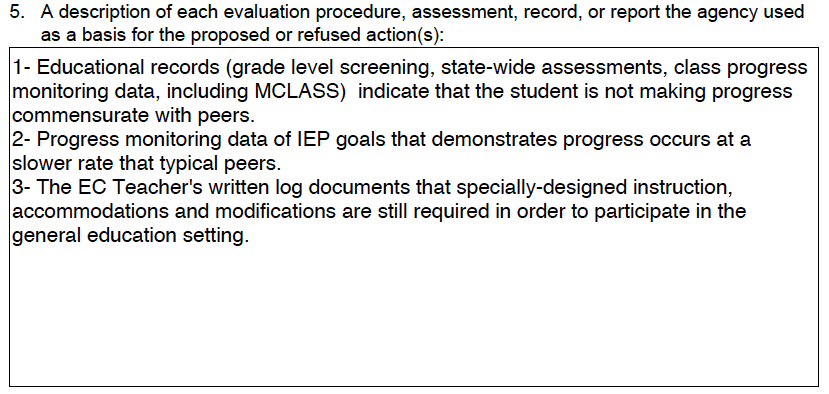 5. A description of each evaluation procedure, assessment, record, or report the agency used
as a basis for the proposed or refused action(s):
1- Educational records (grade level screening, state-wide assessments, class progress
monitoring data, including MCLASS)  indicate that the student is not making progress
commensurate with peers.
2- Progress monitoring data of IEP goals that demonstrates progress occurs at a
slower rate that typical peers.
3- The EC Teacher's written log documents that specially-designed instruction,
accommodations and modifications are still required in order to participate in the
general education setting.